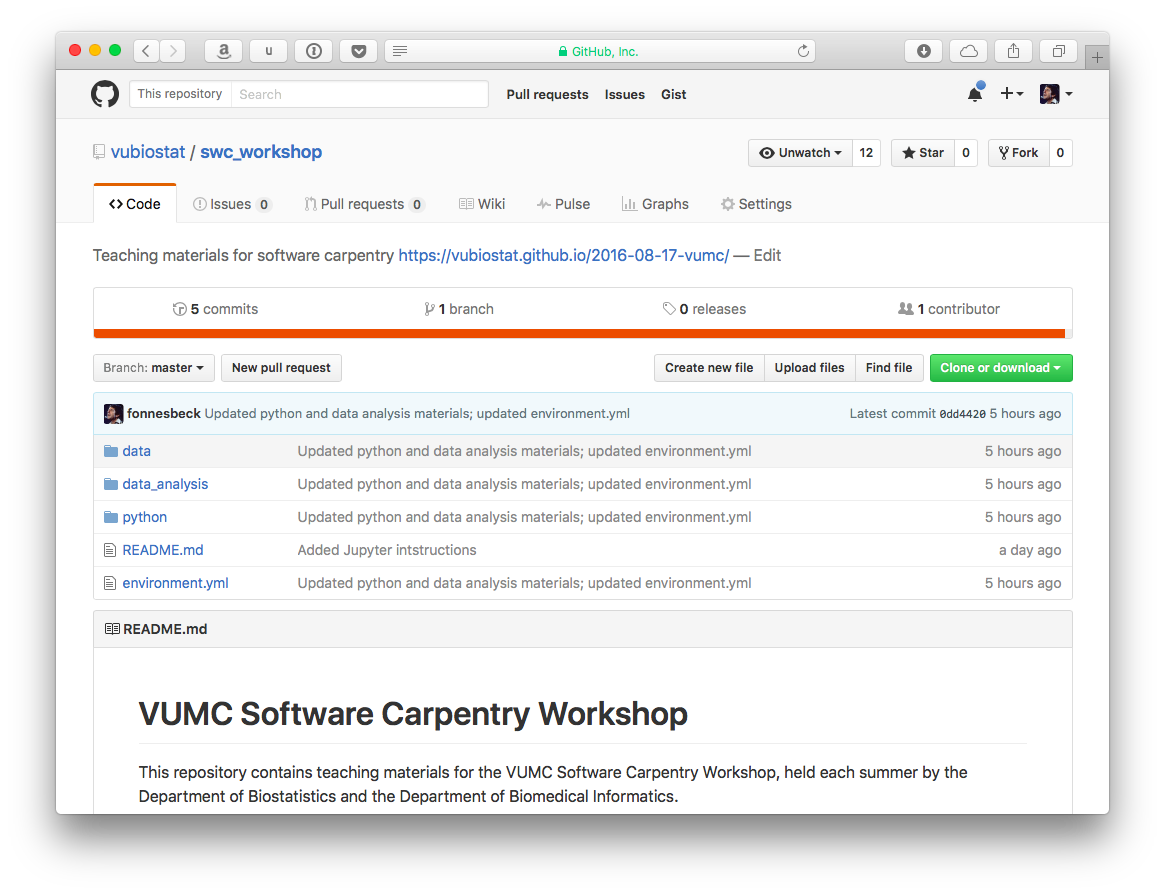 GitHub, Inc.
This repository Search Pull requests Issues Gist
vubiostat / swc_workshop Unwatch 12 Star 0 Fork 0
Code Issues 0 Pull requests 0 Wiki Pulse Graphs Settings
Teaching materials for software carpentry https://vubiostat.github.io/2016-08-17-vumc/ — Edit
5 commits 1 branch 0 releases 1 contributor
Branch: master New pull request Create new file Upload files Find file Clone or download
fonnesbeck Updated python and data analysis materials; updated environment.yml Latest commit 0dd4420 5 hours ago
data Updated python and data analysis materials; updated environment.yml 5 hours ago
data_analysis Updated python and data analysis materials; updated environment.yml 5 hours ago
python Updated python and data analysis materials; updated environment.yml 5 hours ago
README.md Added Jupyter intstructions a day ago
environment.yml Updated python and data analysis materials; updated environment.yml 5 hours ago
README.md
VUMC Software Carpentry Workshop
This repository contains teaching materials for the VUMC Software Carpentry Workshop, held each summer by the
Department of Biostatistics and the Department of Biomedical Informatics.